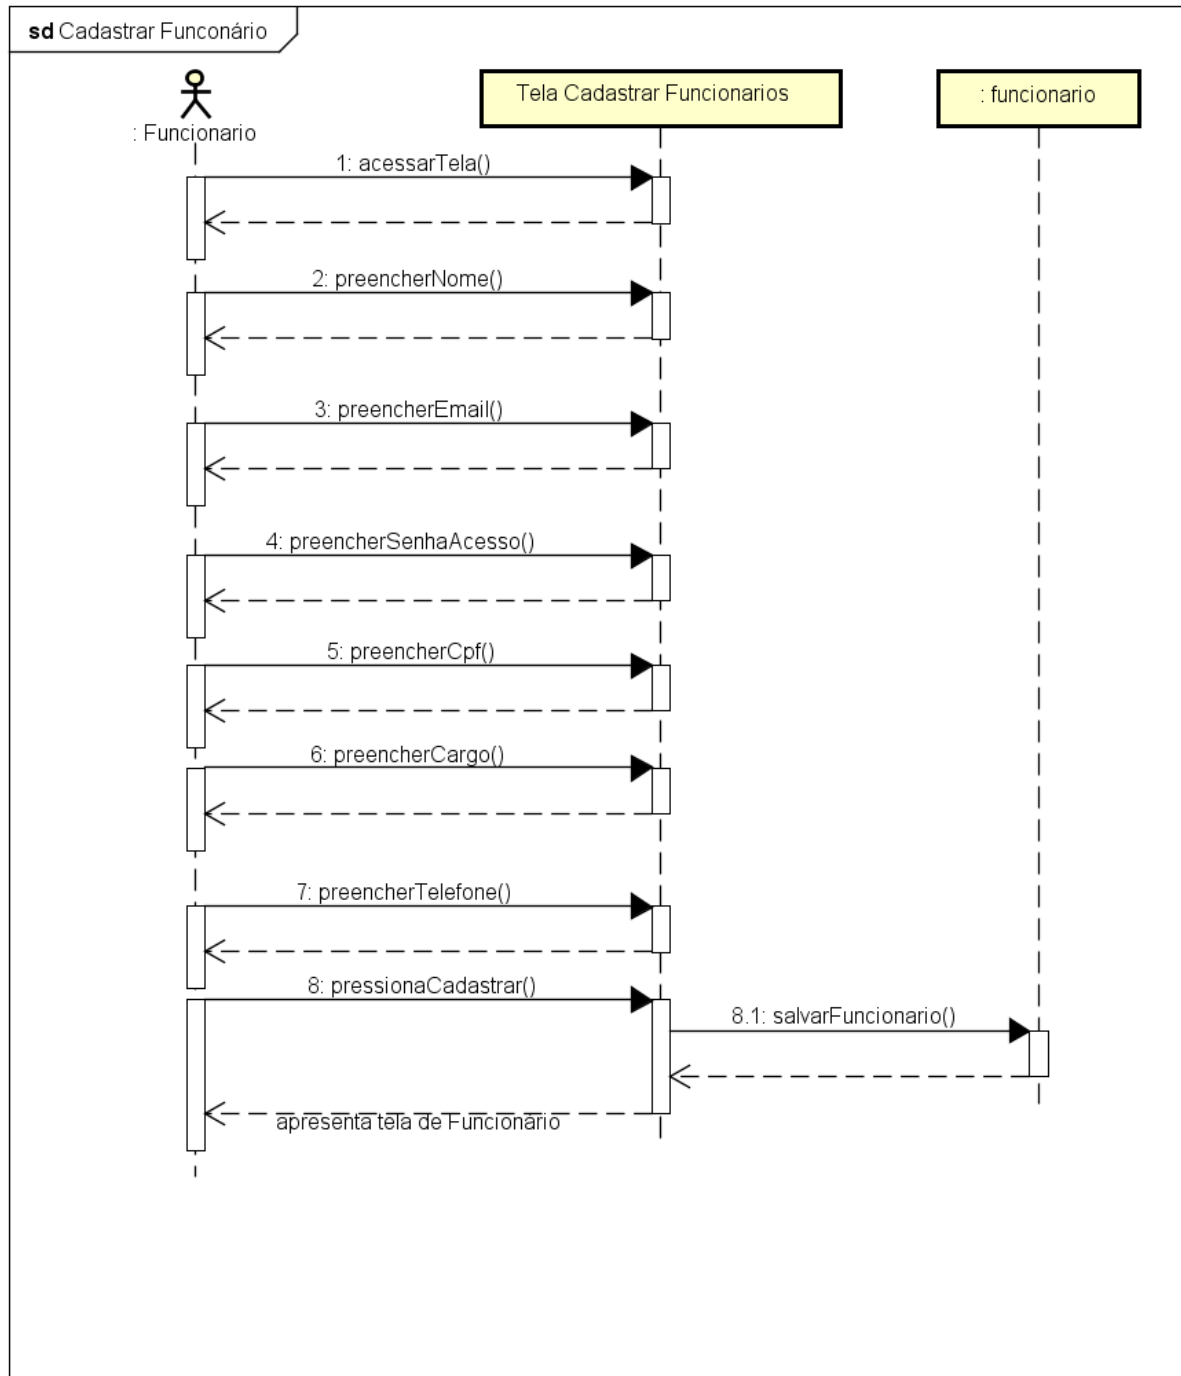 sd Cadastrar Funconário
: Funcionario
Tela Cadastrar Funcionarios
: funcionario
1: acessarTela()
2: preencherNome()
3: preencherEmail()
4: preencherSenhaAcesso()
5: preencherCpf()
6: preencherCargo()
7: preencherTelefone()
8: pressionaCadastrar()
8.1: salvarFuncionario()
apresenta tela de Funcionário